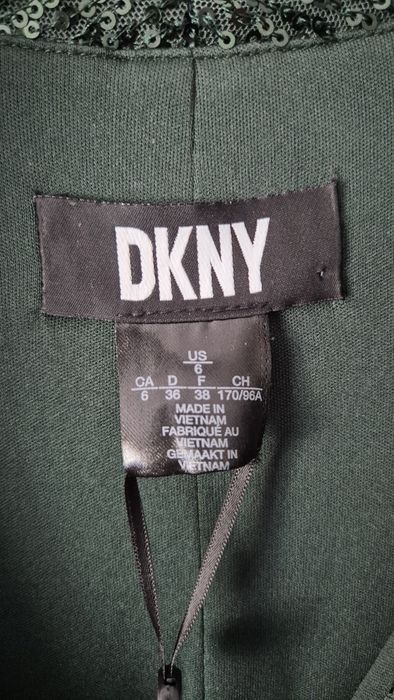 DKNY
US
6
CA D F CH
6 36 38 170/96A
MADE IN
VIETNAM
FABRIQUÉ AU
VIETNAM
GEMAAKT IN
VIETNAM